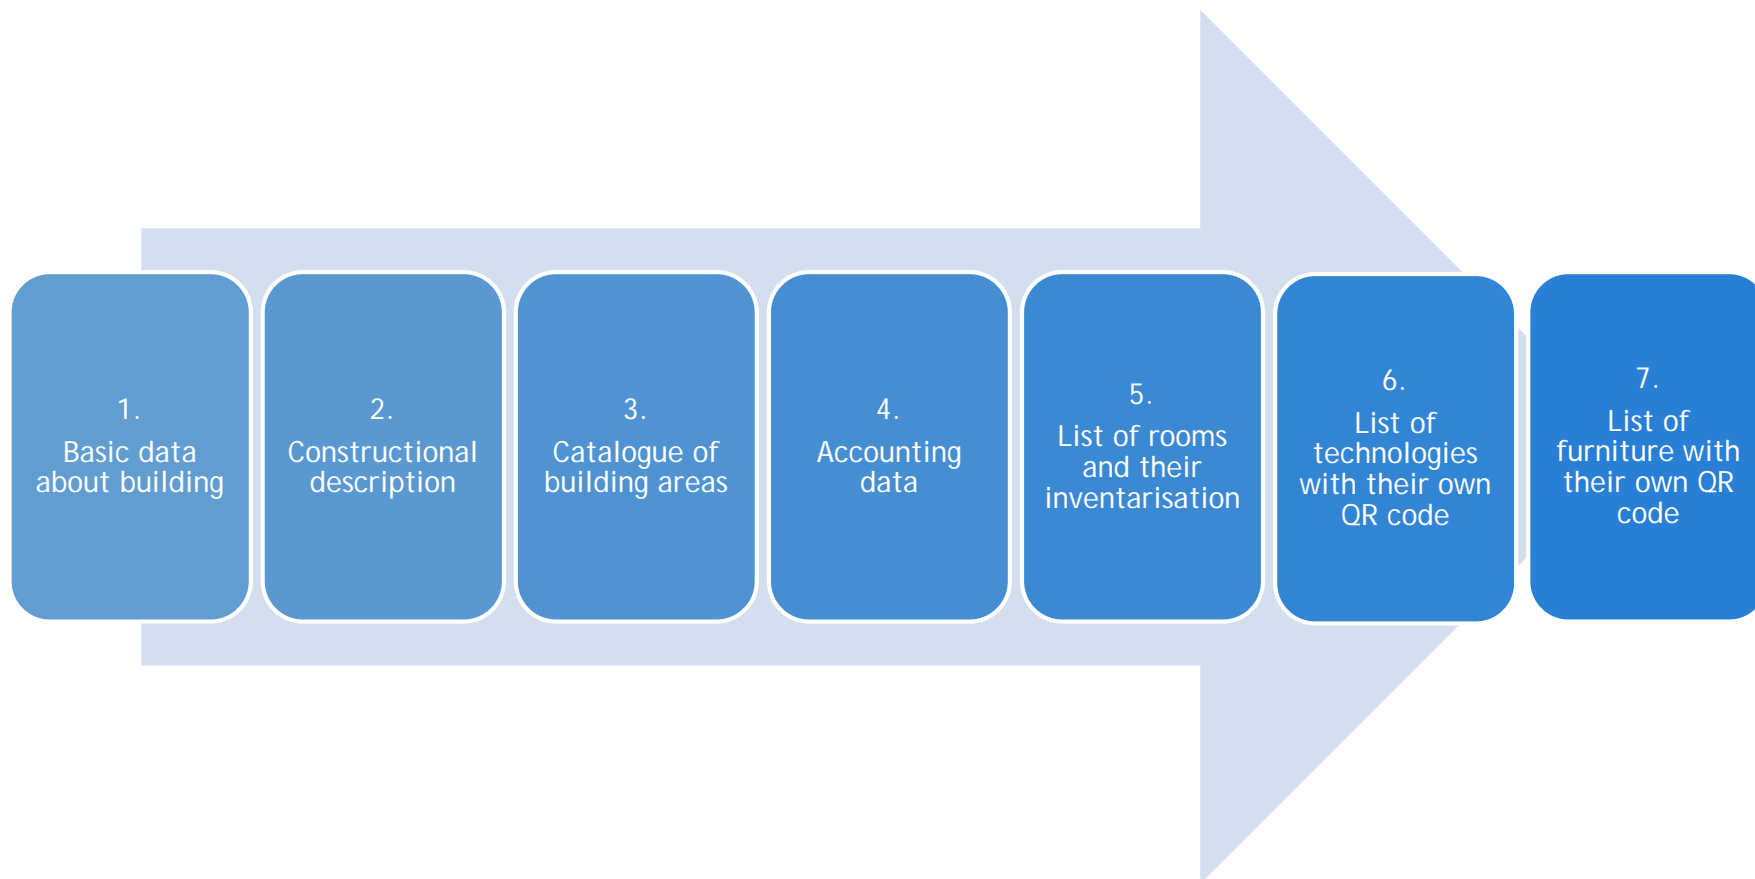 1.
Basic data
about building
2.
Constructional
description
3.
Catalogue of
building areas
4.
Accounting
data
5.
List of rooms
and their
inventarisation
6.
List of
technologies
with their own
QR code
7.
List of
furniture with
their own QR
code